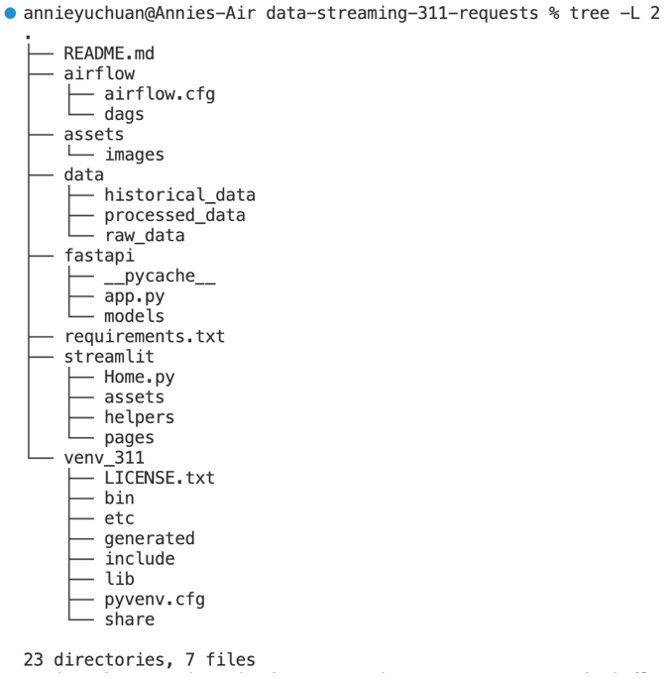 annieyuchuan@Annies-Air data-streaming-311-requests % tree -L 2
.
├── README.md
├── airflow
│   ├── airflow.cfg
│   └── dags
├── assets
│   └── images
├── data
│   ├── historical_data
│   ├── processed_data
│   └── raw_data
├── fastapi
│   ├── __pycache__
│   ├── app.py
│   └── models
├── requirements.txt
├── streamlit
│   ├── Home.py
│   ├── assets
│   ├── helpers
│   └── pages
└── venv_311
    ├── LICENSE.txt
    ├── bin
    ├── etc
    ├── generated
    ├── include
    ├── lib
    ├── pyvenv.cfg
    └── share
23 directories, 7 files